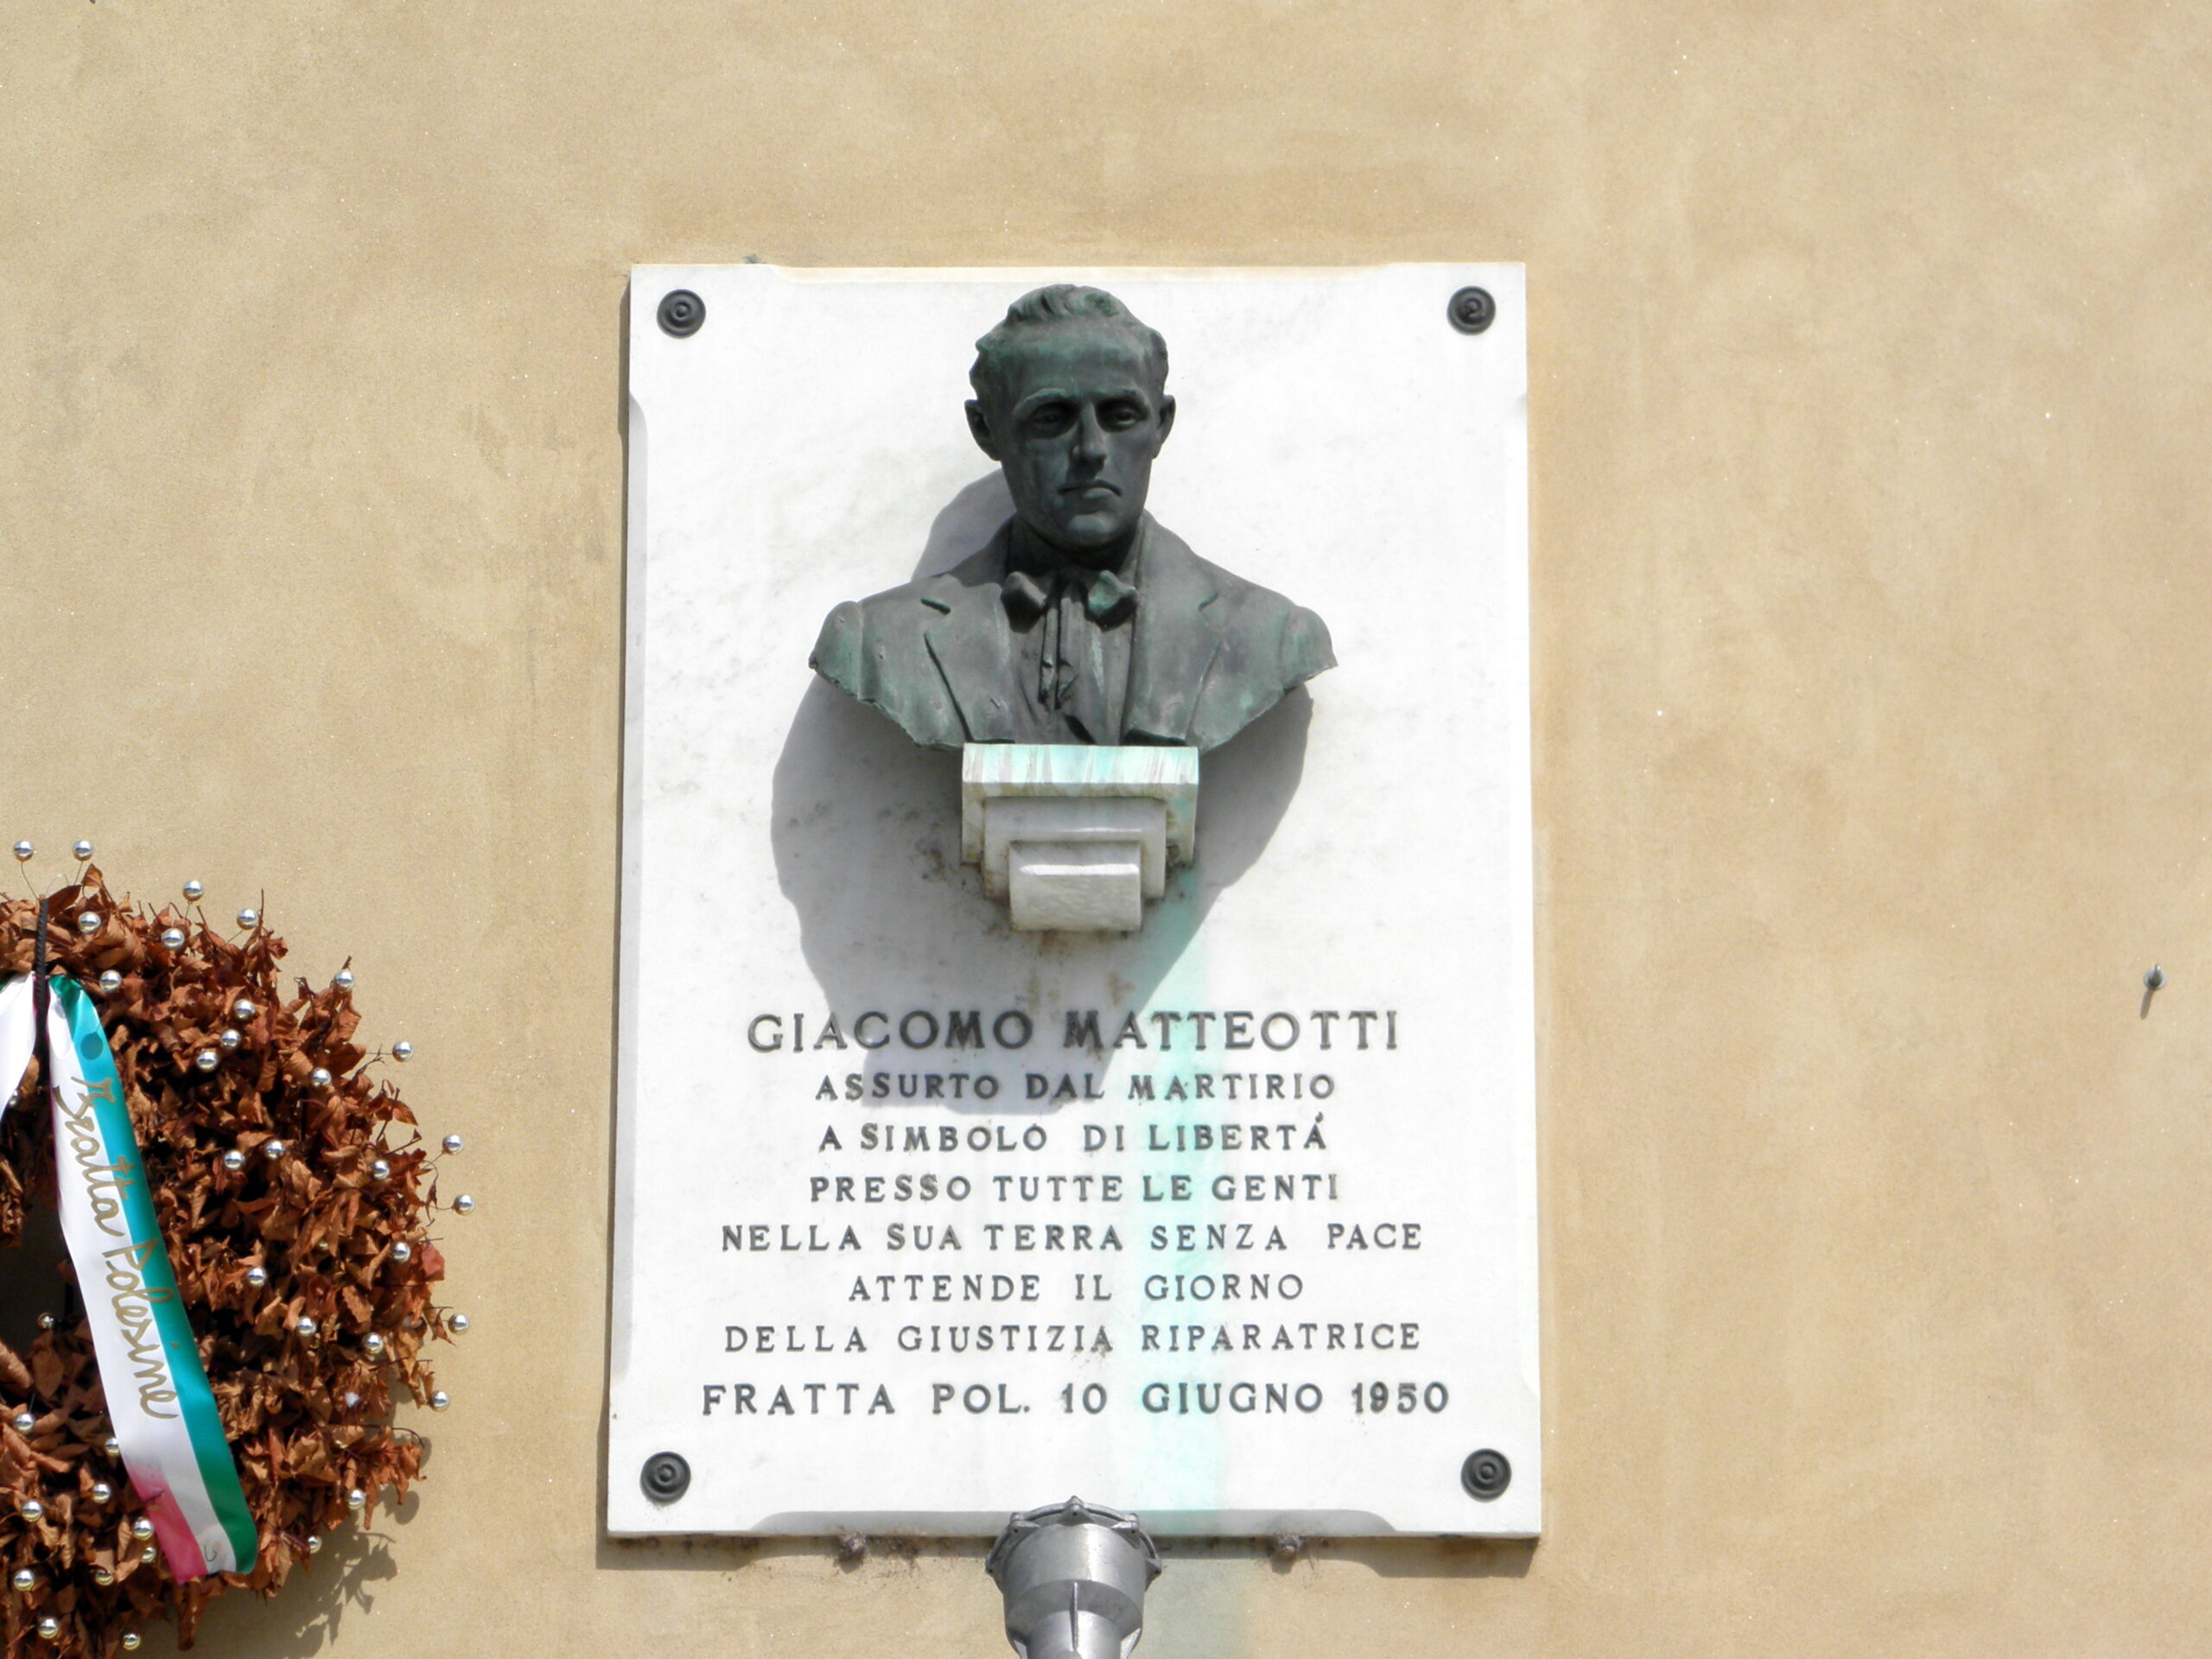 GIACOMO MATTEOTTI
ASSURTO DAL MARTIRIO
A SIMBOLO DI LIBERTÁ
PRESSO TUTTE LE GENTI
NELLA SUA TERRA SENZA PACE
ATTENDE IL GIORNO
DELLA GIUSTIZIA RIPARATRICE
FRATTA POL. 10 GIUGNO 1950
Fratta Polesine